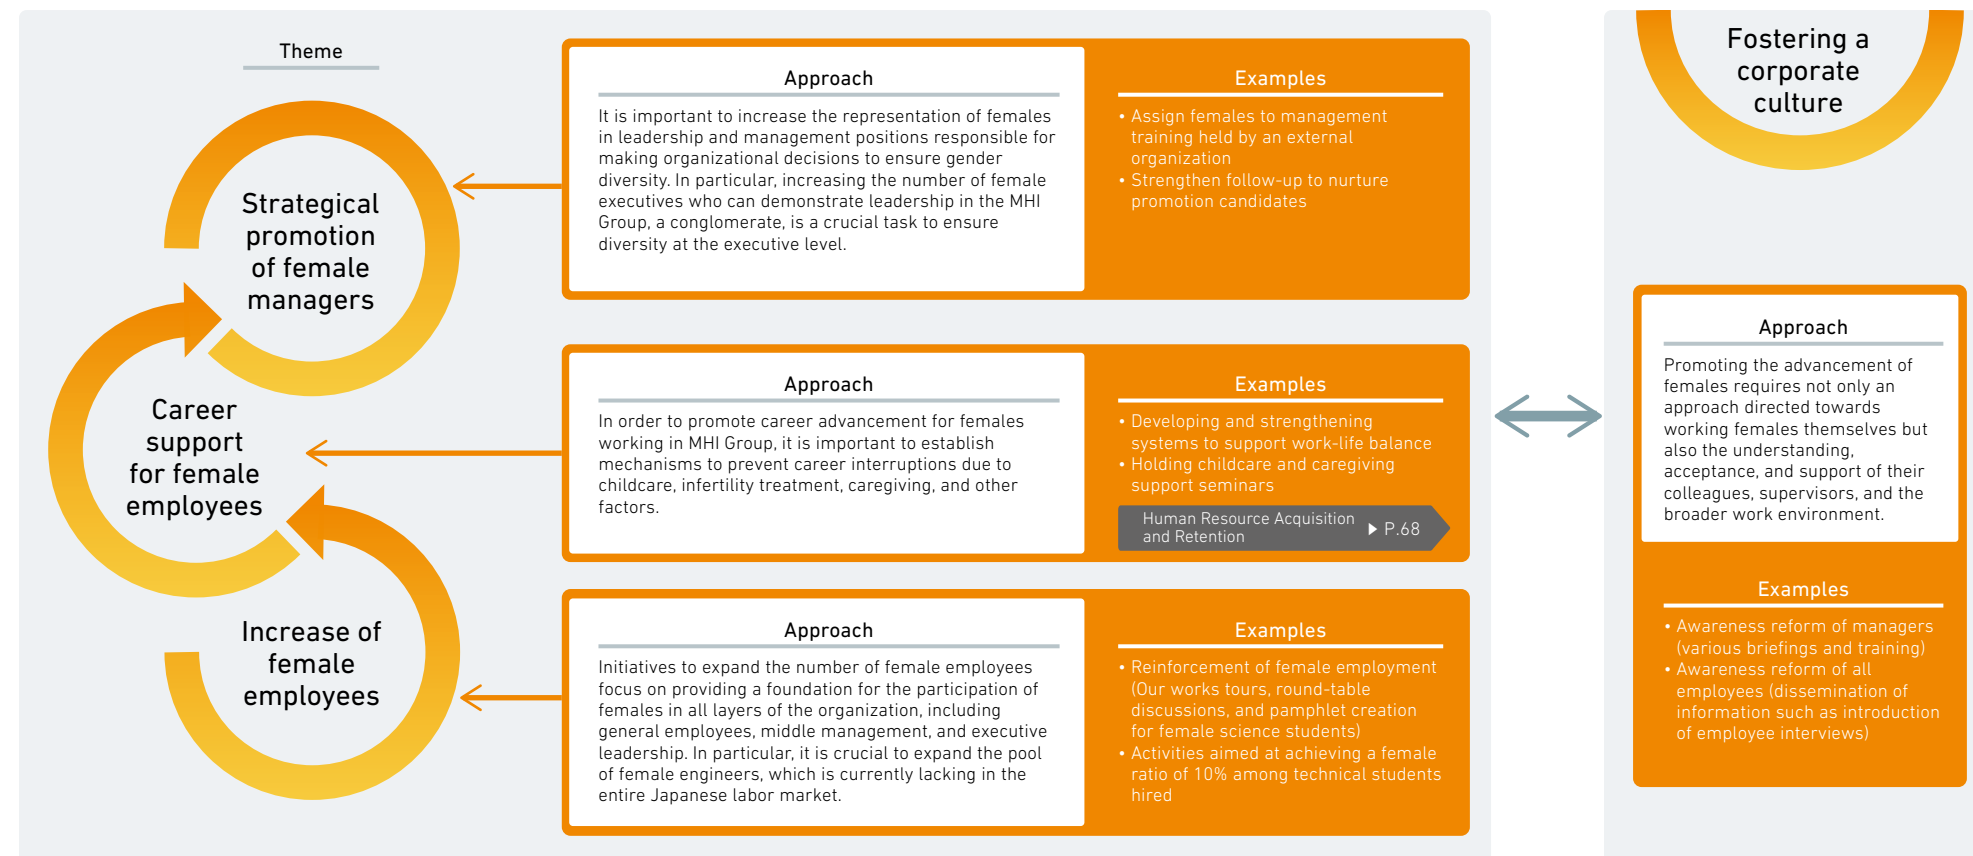 Theme
Strategical
promotion
of female
managers
Approach
It is important to increase the representation of females
in leadership and management positions responsible for
making organizational decisions to ensure gender
diversity. In particular, increasing the number of female
executives who can demonstrate leadership in the MHI
Group, a conglomerate, is a crucial task to ensure
diversity at the executive level.
Examples
• Assign females to management
training held by an external
organization
• Strengthen follow-up to nurture
promotion candidates
Career
support
for female
employees
Approach
In order to promote career advancement for females
working in MHI Group, it is important to establish
mechanisms to prevent career interruptions due to
childcare, infertility treatment, caregiving, and other
factors.
Examples
• Developing and strengthening
systems to support work-life balance
• Holding childcare and caregiving
support seminars
Human Resource Acquisition
and Retention
P.68
Increase of
female
employees
Approach
Initiatives to expand the number of female employees
focus on providing a foundation for the participation of
females in all layers of the organization, including
general employees, middle management, and executive
leadership. In particular, it is crucial to expand the pool
of female engineers, which is currently lacking in the
entire Japanese labor market.
Examples
• Reinforcement of female employment
(Our works tours, round-table
discussions, and pamphlet creation
for female science students)
• Activities aimed at achieving a female
ratio of 10% among technical students
hired
Fostering a
corporate
culture
Approach
Promoting the advancement of
females requires not only an
approach directed towards
working females themselves but
also the understanding,
acceptance, and support of their
colleagues, supervisors, and the
broader work environment.
Examples
• Awareness reform of managers
(various briefings and training)
• Awareness reform of all
employees (dissemination of
information such as introduction
of employee interviews)